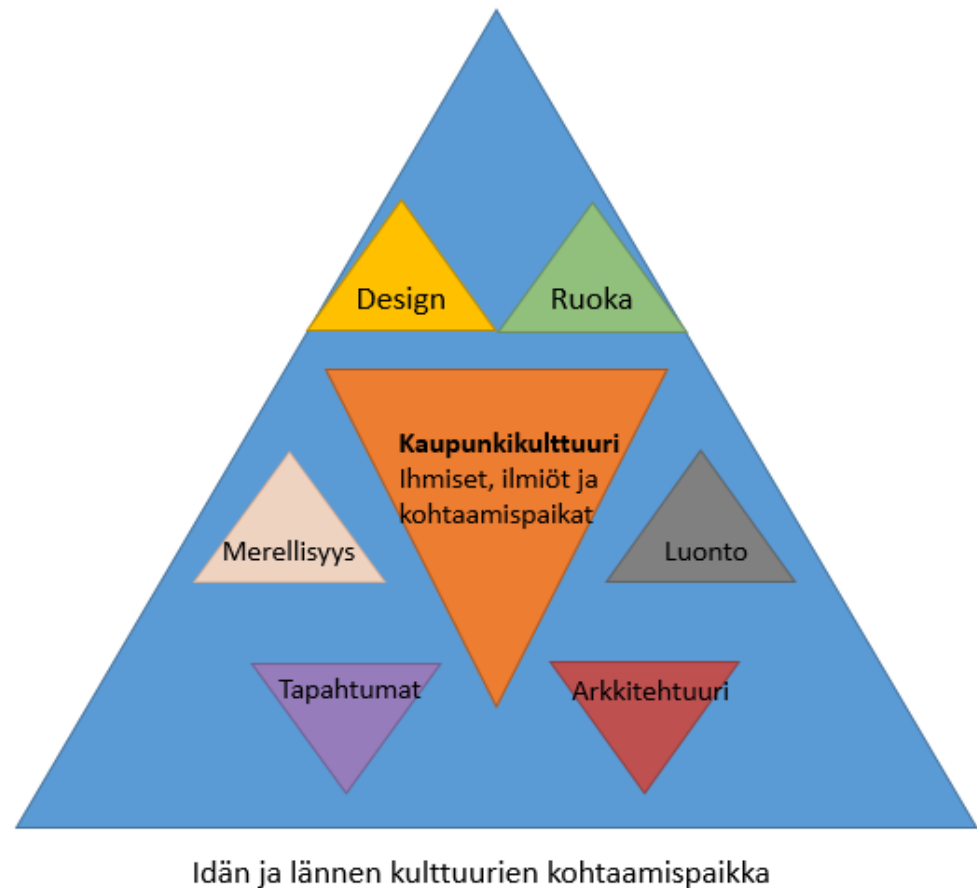 Design
Ruoka
Kaupunkikulttuuri
Ihmiset, ilmiöt ja
kohtaamispaikat
Merellisyys
Luonto
Tapahtumat
Arkkitehtuuri
Idän ja lännen kulttuurien kohtaamispaikka